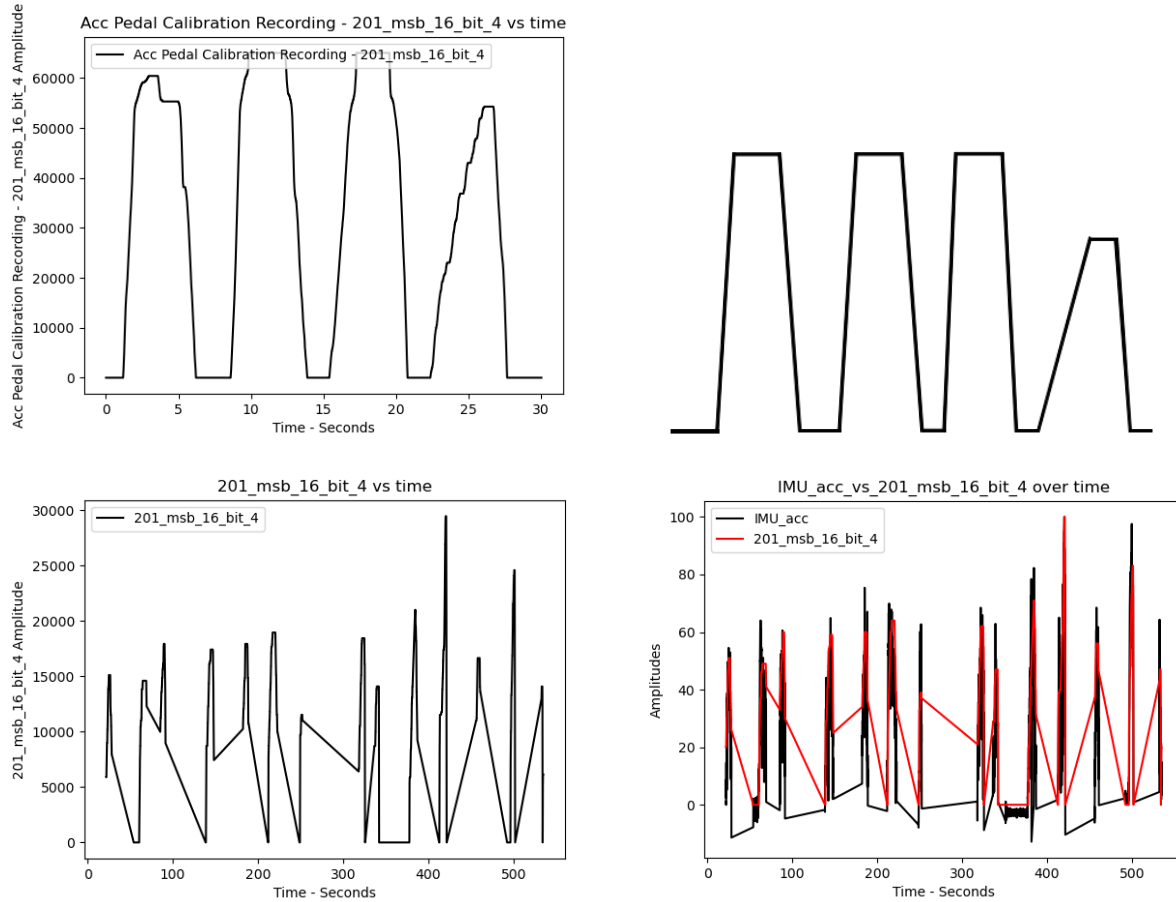 Acc Pedal Calibration Recording - 201_msb_16_bit_4 vs time
Acc Pedal Calibration Recording - 201_msb_16_bit_4
Acc Pedal Calibration Recording - 201_msb_16_bit_4 Amplitude
60000
50000
40000
30000
20000
10000
0
0 5 10 15 20 25 30
Time - Seconds
201_msb_16_bit_4 vs time
201_msb_16_bit_4
201_msb_16_bit_4 Amplitude
30000
25000
20000
15000
10000
5000
0
0 100 200 300 400 500
Time - Seconds
IMU_acc_vs_201_msb_16_bit_4 over time
IMU_acc
201_msb_16_bit_4
Amplitudes
100
80
60
40
20
0
0 100 200 300 400 500
Time - Seconds